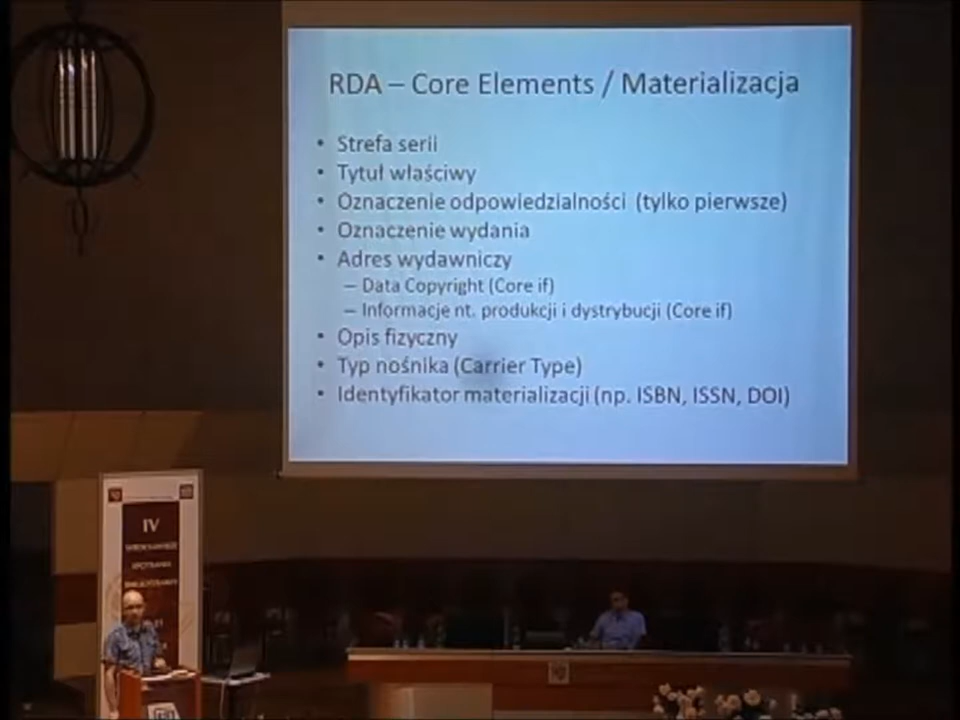 RDA – Core Elements / Materializacja
• Strefa serii
• Tytuł właściwy
• Oznaczenie odpowiedzialności (tylko pierwsze)
• Oznaczenie wydania
• Adres wydawniczy
– Data Copyright (Core if)
– Informacje nt. produkcji i dystrybucji (Core if)
• Opis fizyczny
• Typ nośnika (Carrier Type)
• Identyfikator materializacji (np. ISBN, ISSN, DOI)
IV
SPOTKANIA